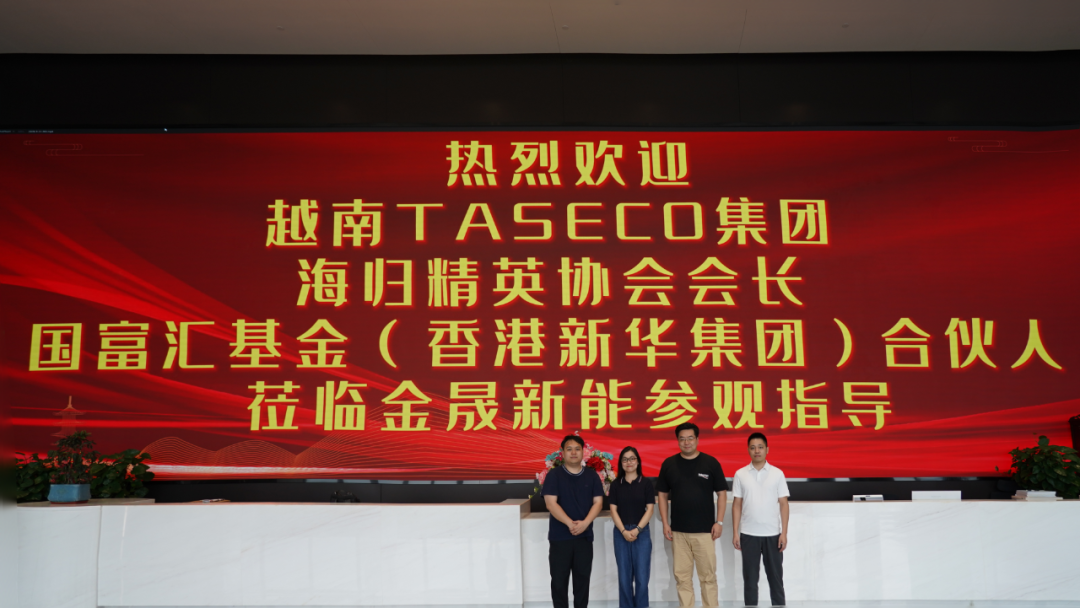 热烈欢迎
越南TASECO集团
海归精英协会会长
国富汇基金（香港新华集团）合伙人
莅临金晟新能参观指导